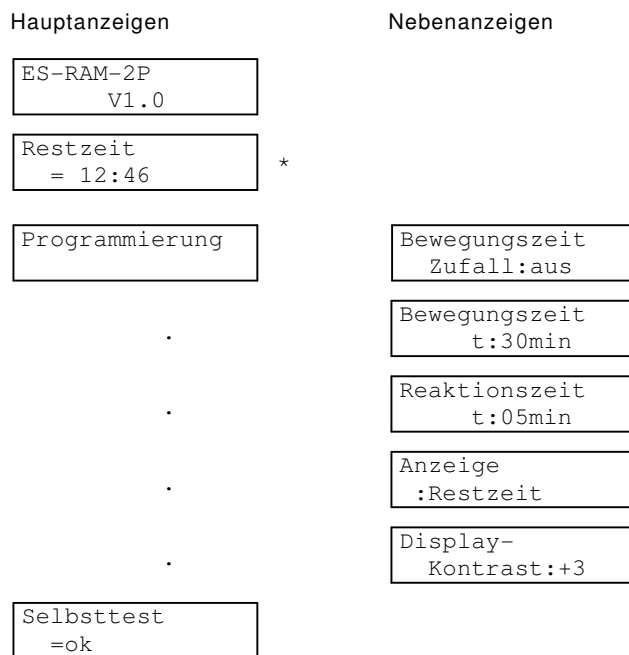 Hauptanzeigen
Nebenanzeigen
ES-RAM-2P
V1.0
Restzeit
= 12:46
*
Programmierung
Bewegungszeit
Zufall:aus
.
Bewegungszeit
t:30min
.
Reaktionszeit
t:05min
.
Anzeige
:Restzeit
.
Display-
Kontrast:+3
Selbsttest
=ok